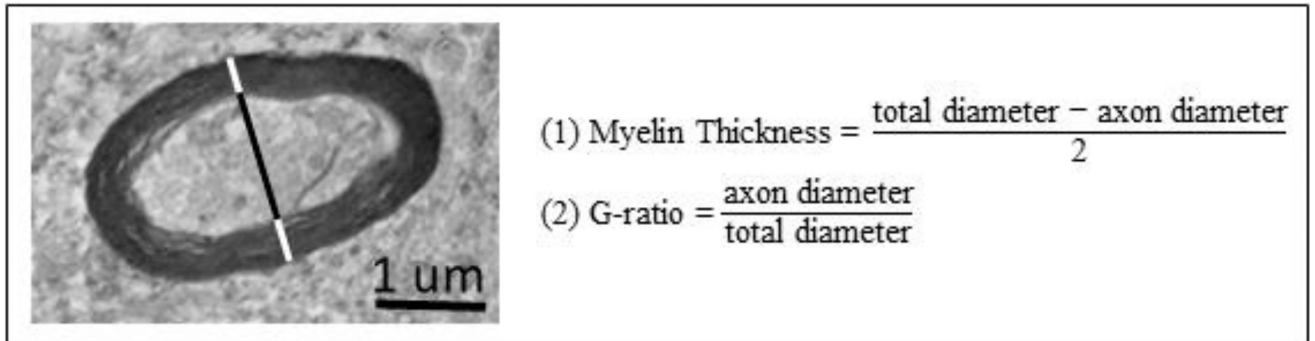 (1) Myelin Thickness = (total diameter − axon diameter) / 2
(2) G-ratio = axon diameter / total diameter
1 um